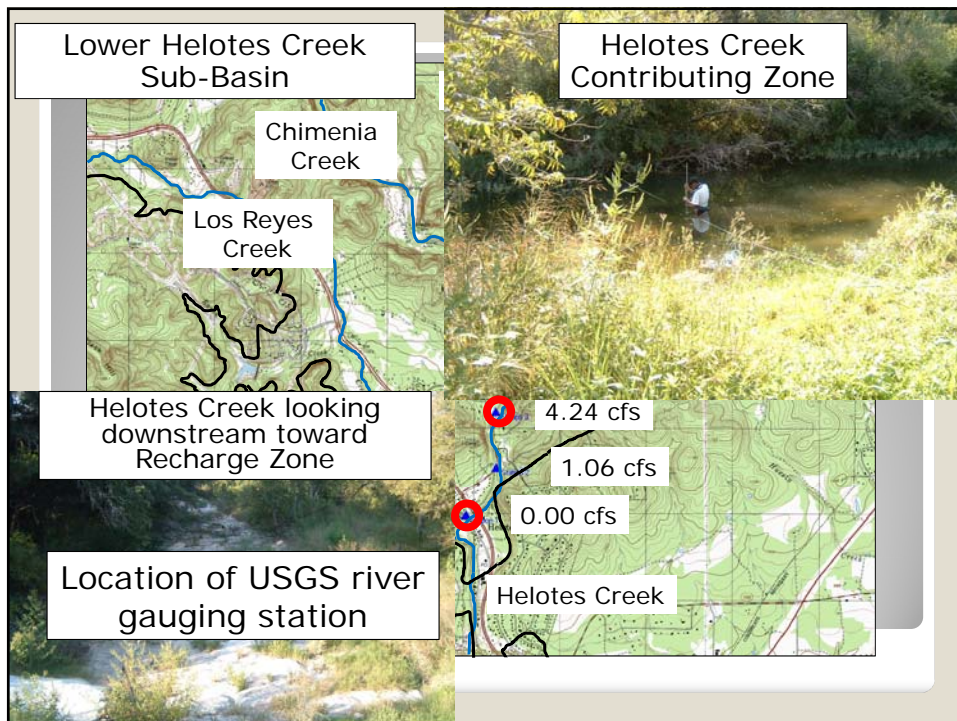 Lower Helotes Creek
Sub-Basin
Helotes Creek
Contributing Zone
Chimenia
Creek
Los Reyes
Creek
Helotes Creek looking
downstream toward
Recharge Zone
4.24 cfs
1.06 cfs
0.00 cfs
Location of USGS river
gauging station
Helotes Creek